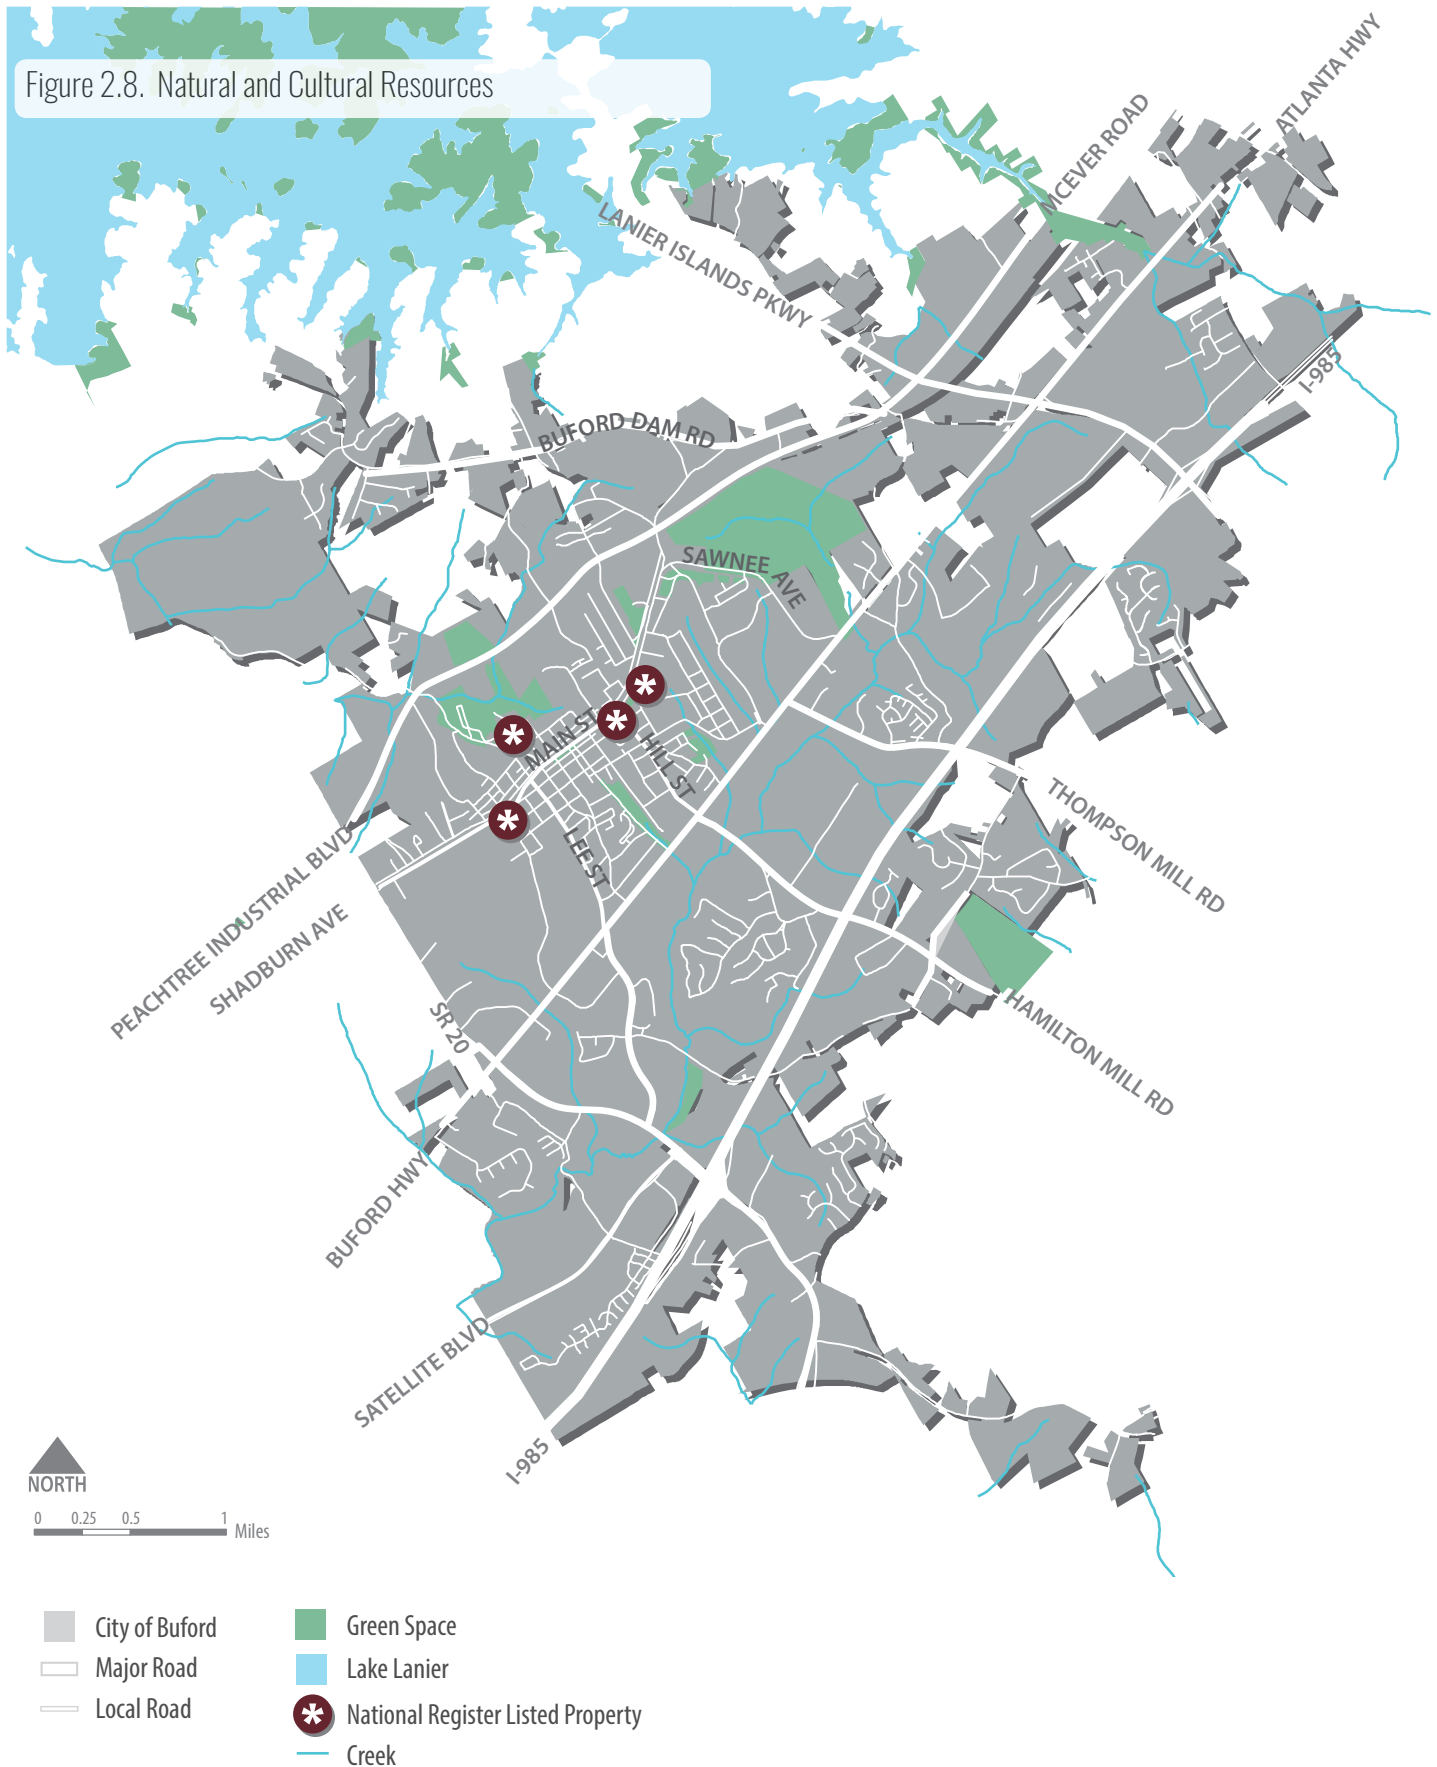 Figure 2.8. Natural and Cultural Resources
ATLANTA HWY
MCEVER ROAD
LANIER ISLANDS PKWY
I-985
BUFORD DAM RD
SAWNEE AVE
MAIN ST
HILL ST
LEE ST
THOMPSON MILL RD
PEACHTREE INDUSTRIAL BLVD
SHADBURN AVE
SR 20
HAMILTON MILL RD
BUFORD HWY
SATELLITE BLVD
I-985
NORTH
0 0.25 0.5 1
Miles
City of Buford
Major Road
Local Road
Green Space
Lake Lanier
National Register Listed Property
Creek